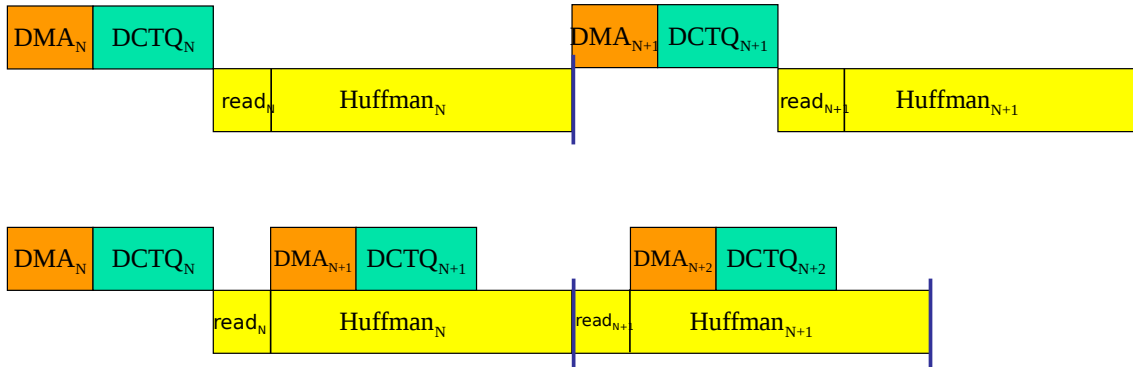 DMA_N DCTQ_N DMA_N+1 DCTQ_N+1
read_N Huffman_N read_N+1 Huffman_N+1
DMA_N DCTQ_N DMA_N+1 DCTQ_N+1 DMA_N+2 DCTQ_N+2
read_N Huffman_N read_N+1 Huffman_N+1